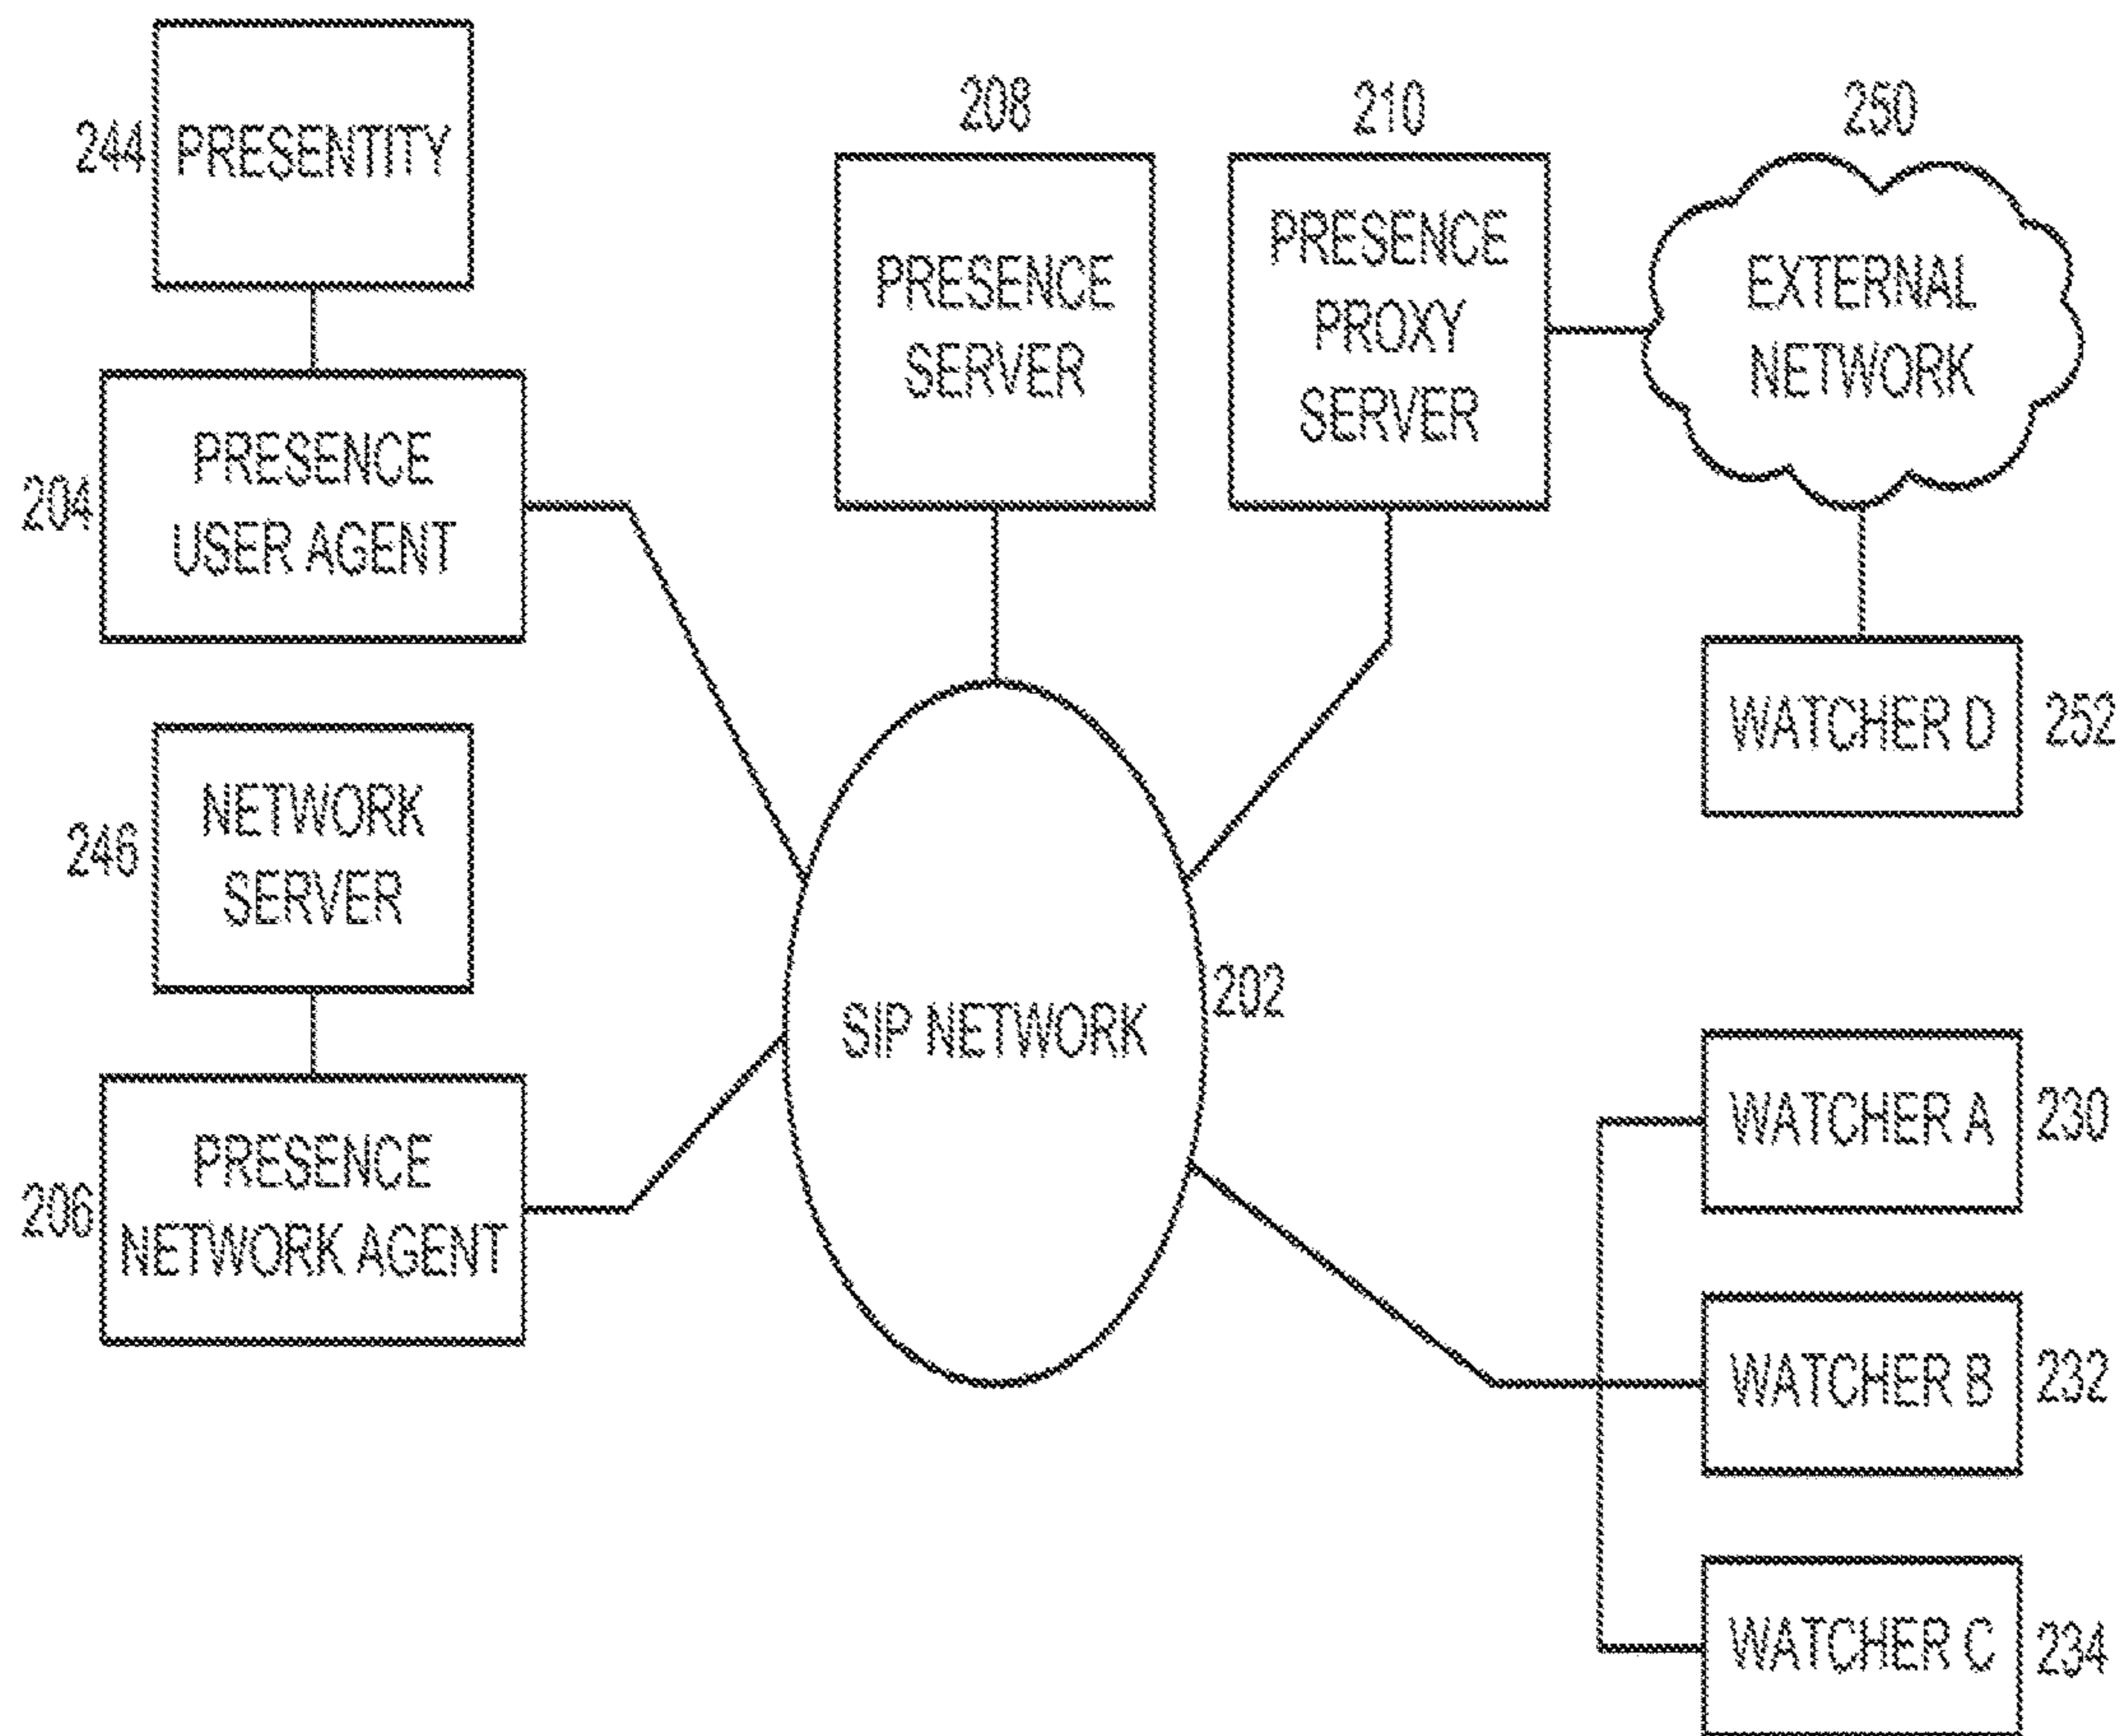 244
PRESENTITY
208
PRESENCE
SERVER
210
PRESENCE
PROXY
SERVER
250
EXTERNAL
NETWORK
204
PRESENCE
USER AGENT
WATCHER D
252
246
NETWORK
SERVER
SIP NETWORK
202
206
PRESENCE
NETWORK AGENT
WATCHER A
230
WATCHER B
232
WATCHER C
234